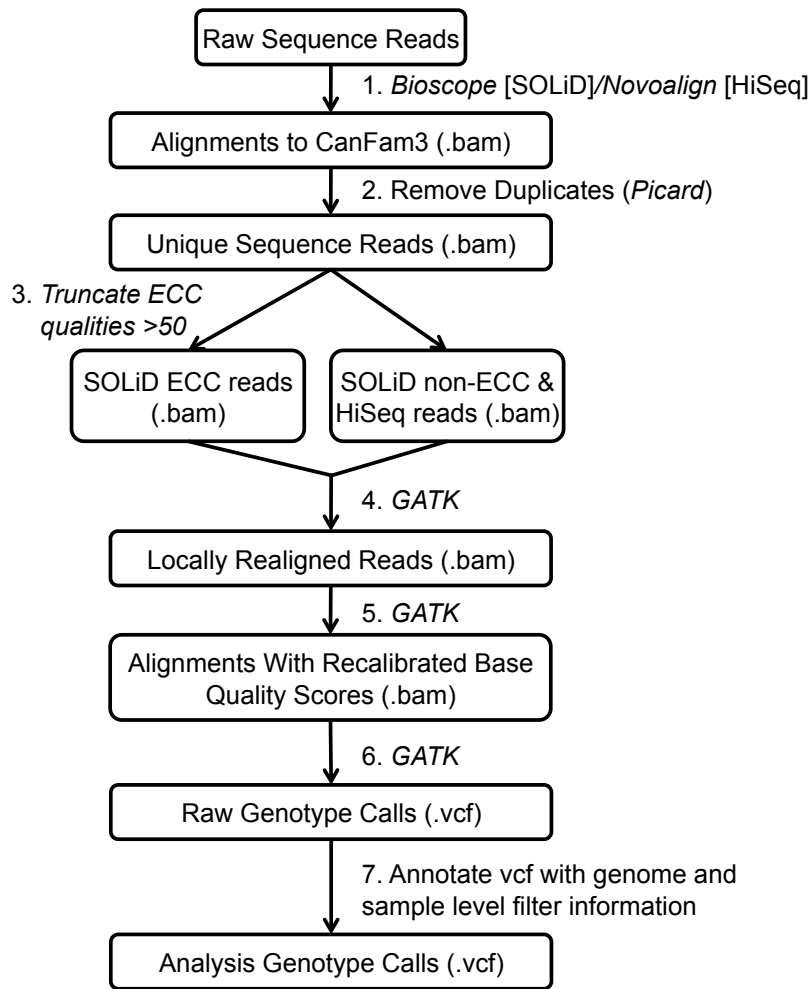 Raw Sequence Reads
1. Bioscope [SOLiD]/Novoalign [HiSeq]
Alignments to CanFam3 (.bam)
2. Remove Duplicates (Picard)
Unique Sequence Reads (.bam)
3. Truncate ECC
qualities >50
SOLiD ECC reads
(.bam)
SOLiD non-ECC &
HiSeq reads (.bam)
4. GATK
Locally Realigned Reads (.bam)
5. GATK
Alignments With Recalibrated Base
Quality Scores (.bam)
6. GATK
Raw Genotype Calls (.vcf)
7. Annotate vcf with genome and
sample level filter information
Analysis Genotype Calls (.vcf)